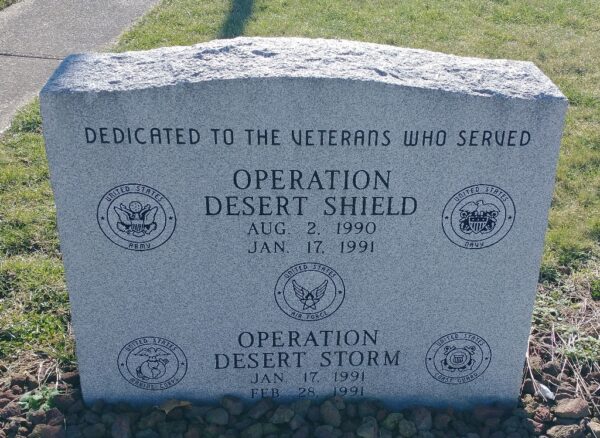 DEDICATED TO THE VETERANS WHO SERVED
OPERATION
DESERT SHIELD
AUG. 2, 1990
JAN. 17, 1991
UNITED STATES
ARMY
UNITED STATES
NAVY
UNITED STATES
AIR FORCE
OPERATION
DESERT STORM
JAN 17, 1991
FEB 28, 1991
UNITED STATES
MARINE CORPS
UNITED STATES
COAST GUARD